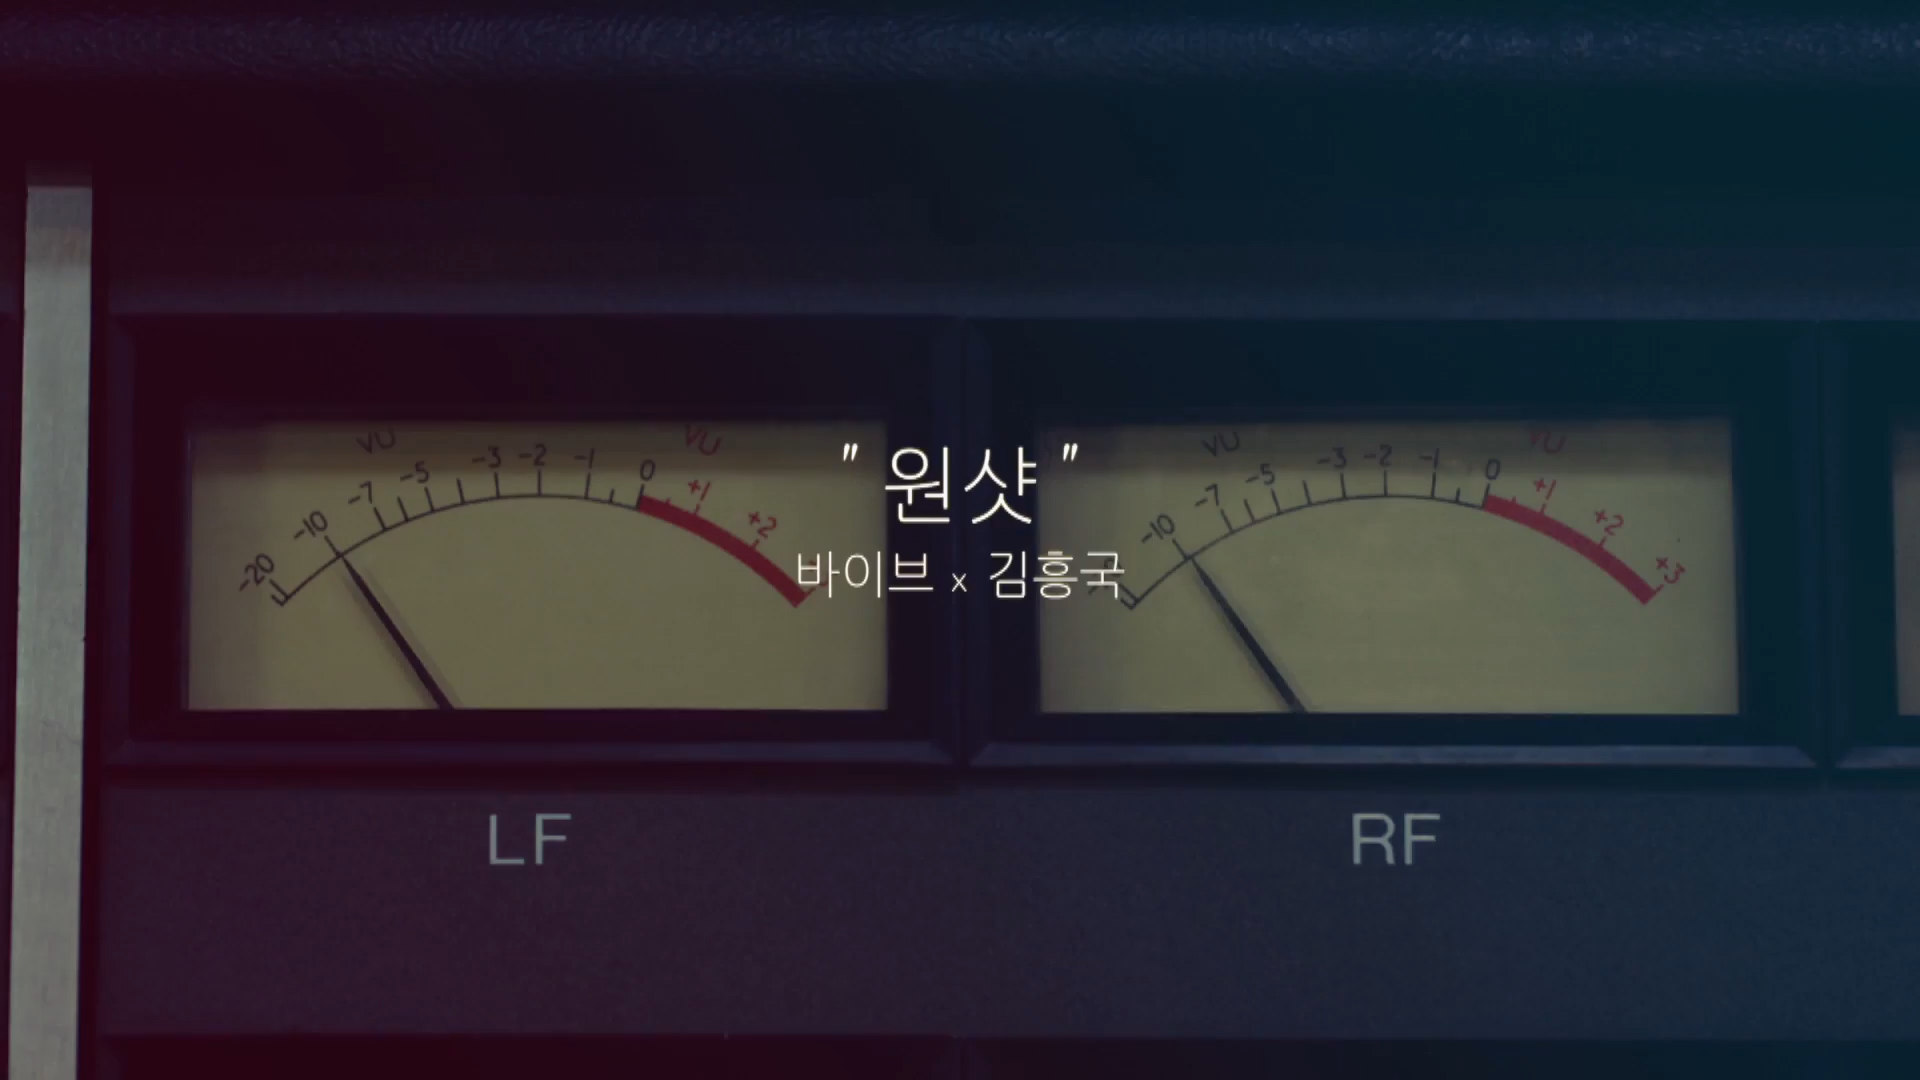 VU VU VU VU
-20 -10 -7 -5 -3 -2 -1 0 +1 +2
-10 -7 -5 -3 -2 -1 0 +1 +2 +3
" 원샷 "
바이브 x 김흥국
LF RF